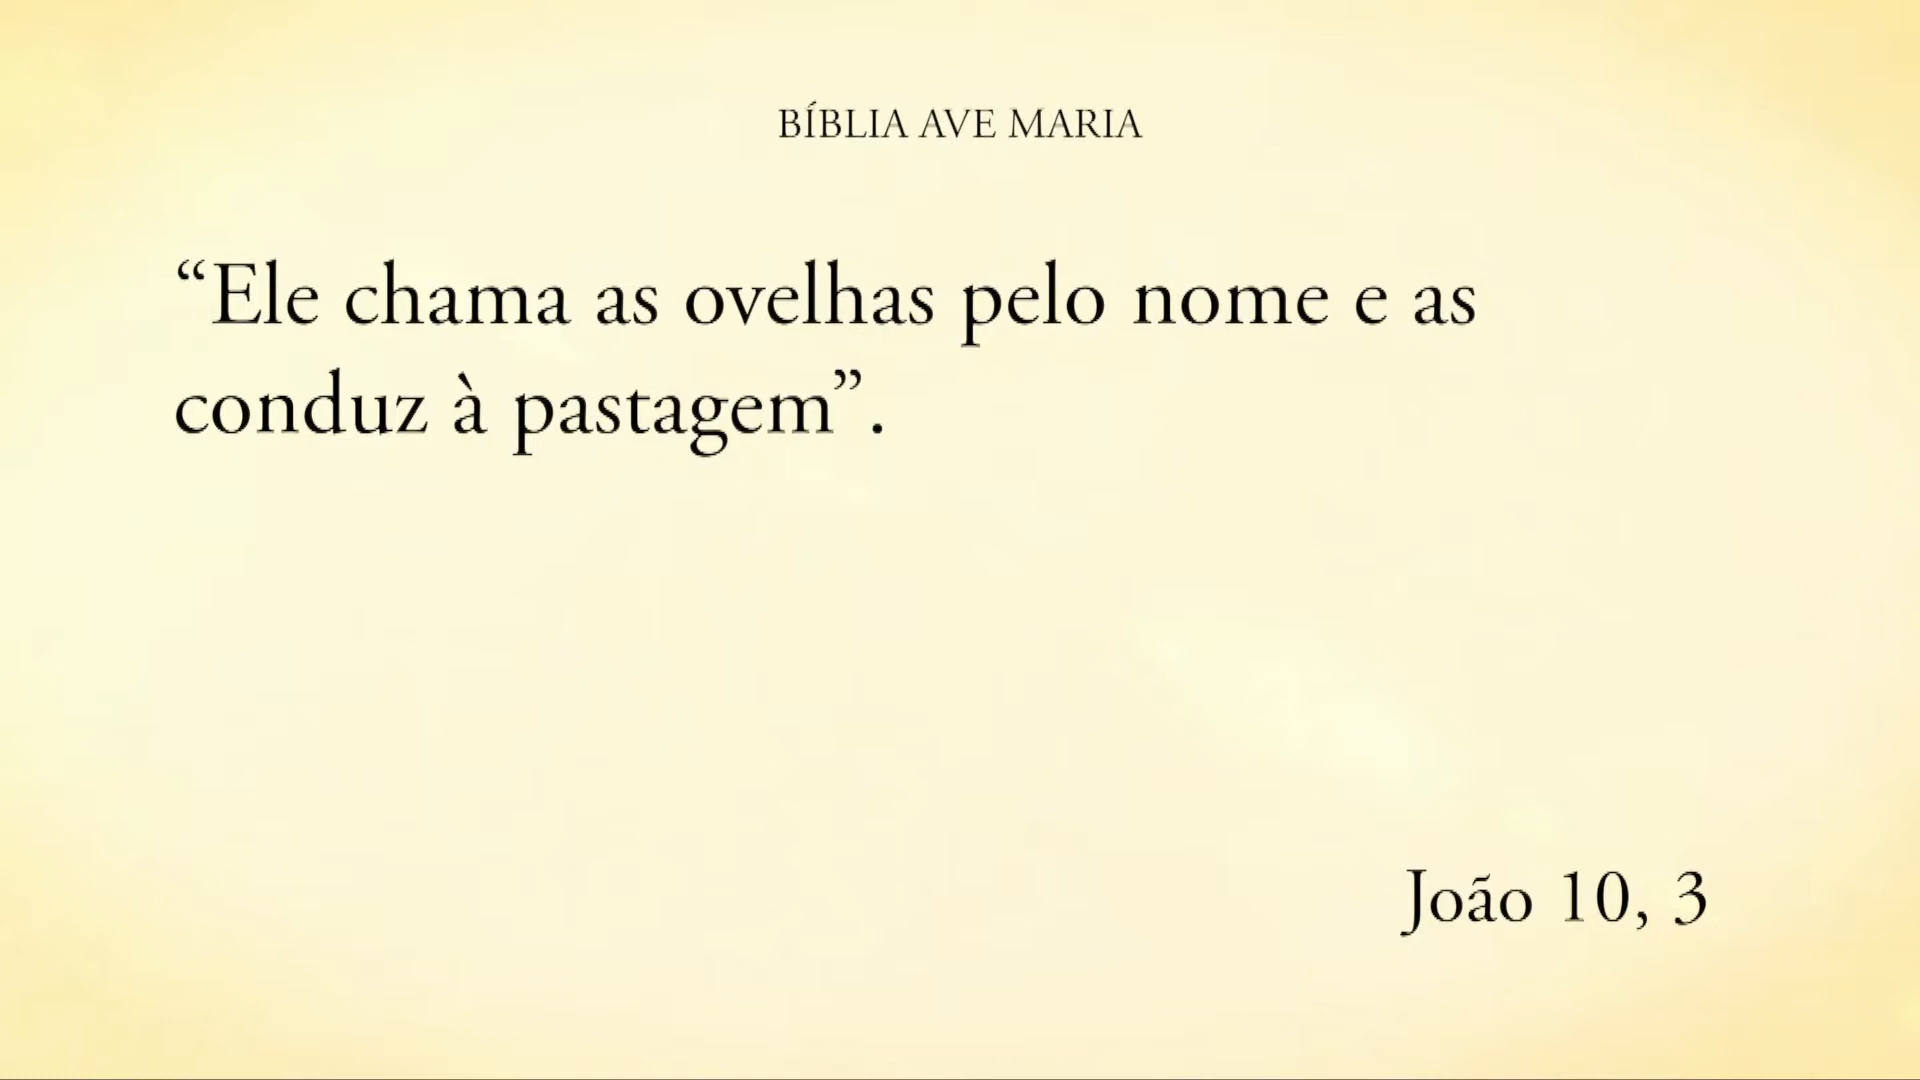 BÍBLIA AVE MARIA
“Ele chama as ovelhas pelo nome e as
conduz à pastagem”.
João 10, 3